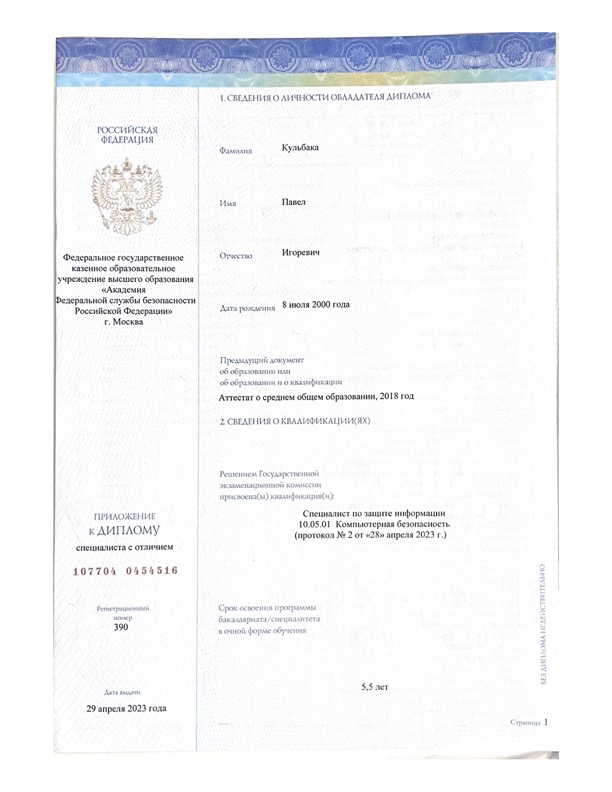 РОССИЙСКАЯ
ФЕДЕРАЦИЯ
Федеральное государственное
казенное образовательное
учреждение высшего образования
«Академия
Федеральной службы безопасности
Российской Федерации»
г. Москва
ПРИЛОЖЕНИЕ
к ДИПЛОМУ
специалиста с отличием
107704 0454516
Регистрационный
номер
390
Дата выдачи
29 апреля 2023 года
1. СВЕДЕНИЯ О ЛИЧНОСТИ ОБЛАДАТЕЛЯ ДИПЛОМА
Фамилия Кульбака
Имя Павел
Отчество Игоревич
Дата рождения 8 июля 2000 года
Предыдущий документ
об образовании или
об образовании и о квалификации
Аттестат о среднем общем образовании, 2018 год
2. СВЕДЕНИЯ О КВАЛИФИКАЦИИ(ЯХ)
Решением Государственной
экзаменационной комиссии
присвоена(ы) квалификация(и):
Специалист по защите информации
10.05.01 Компьютерная безопасность
(протокол № 2 от «28» апреля 2023 г.)
Срок освоения программы
бакалавриата/специалитета
в очной форме обучения
5,5 лет
БЕЗ ДИПЛОМА НЕДЕЙСТВИТЕЛЬНО
Страница 1